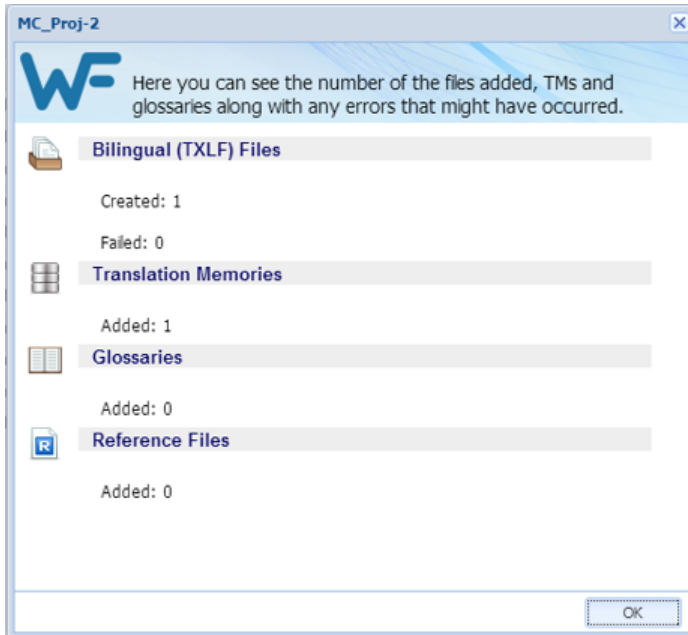 MC_Proj-2
WF
Here you can see the number of the files added, TMs and
glossaries along with any errors that might have occurred.
Bilingual (TXLF) Files
Created: 1
Failed: 0
Translation Memories
Added: 1
Glossaries
Added: 0
R
Reference Files
Added: 0
OK